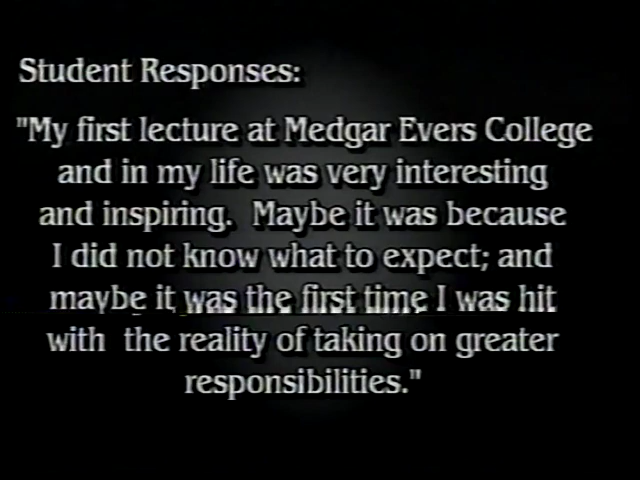 Student Responses:
"My first lecture at Medgar Evers College
and in my life was very interesting
and inspiring.  Maybe it was because
I did not know what to expect; and
maybe it was the first time I was hit
with  the reality of taking on greater
responsibilities."